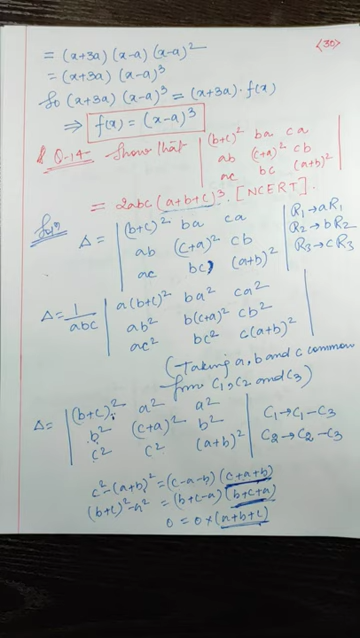 = (x+3a) (x-a) (x-a)²
<30>
= (x+3a) (x-a)³
So (x+3a) (x-a)³ = (x+3a) · f(x)
⇒ f(x) = (x-a)³
Q-14- Show that | (b+c)² ba ca |
| ab (c+a)² cb |
| ac bc (a+b)² |
= 2abc (a+b+c)³. [NCERT].
Soln Δ = | (b+c)² ba ca | R₁→aR₁
| ab (c+a)² cb | R₂→bR₂
| ac bc (a+b)² | R₃→cR₃
Δ = 1/abc | a(b+c)² ba² ca² |
| ab² b(c+a)² cb² |
| ac² bc² c(a+b)² |
(Taking a, b and c common
from C₁, C₂ and C₃)
Δ = | (b+c)² a² a² | C₁→C₁-C₃
| b² (c+a)² b² | C₂→C₂-C₃
| c² c² (a+b)² |
c²-(a+b)² = (c-a-b) (c+a+b)
(b+c)²-a² = (b+c-a) (b+c+a)
0 = 0×(a+b+c)